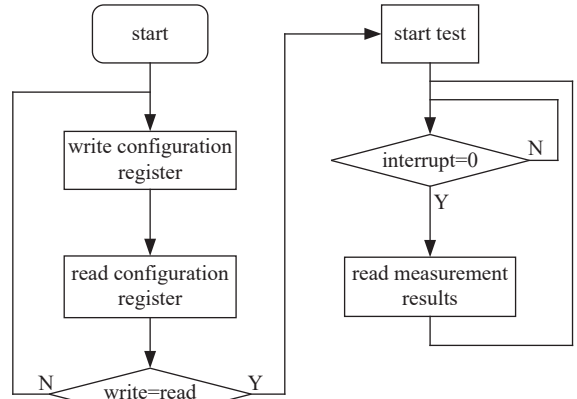 start
write configuration
register
read configuration
register
N
write=read
Y
start test
interrupt=0
N
Y
read measurement
results